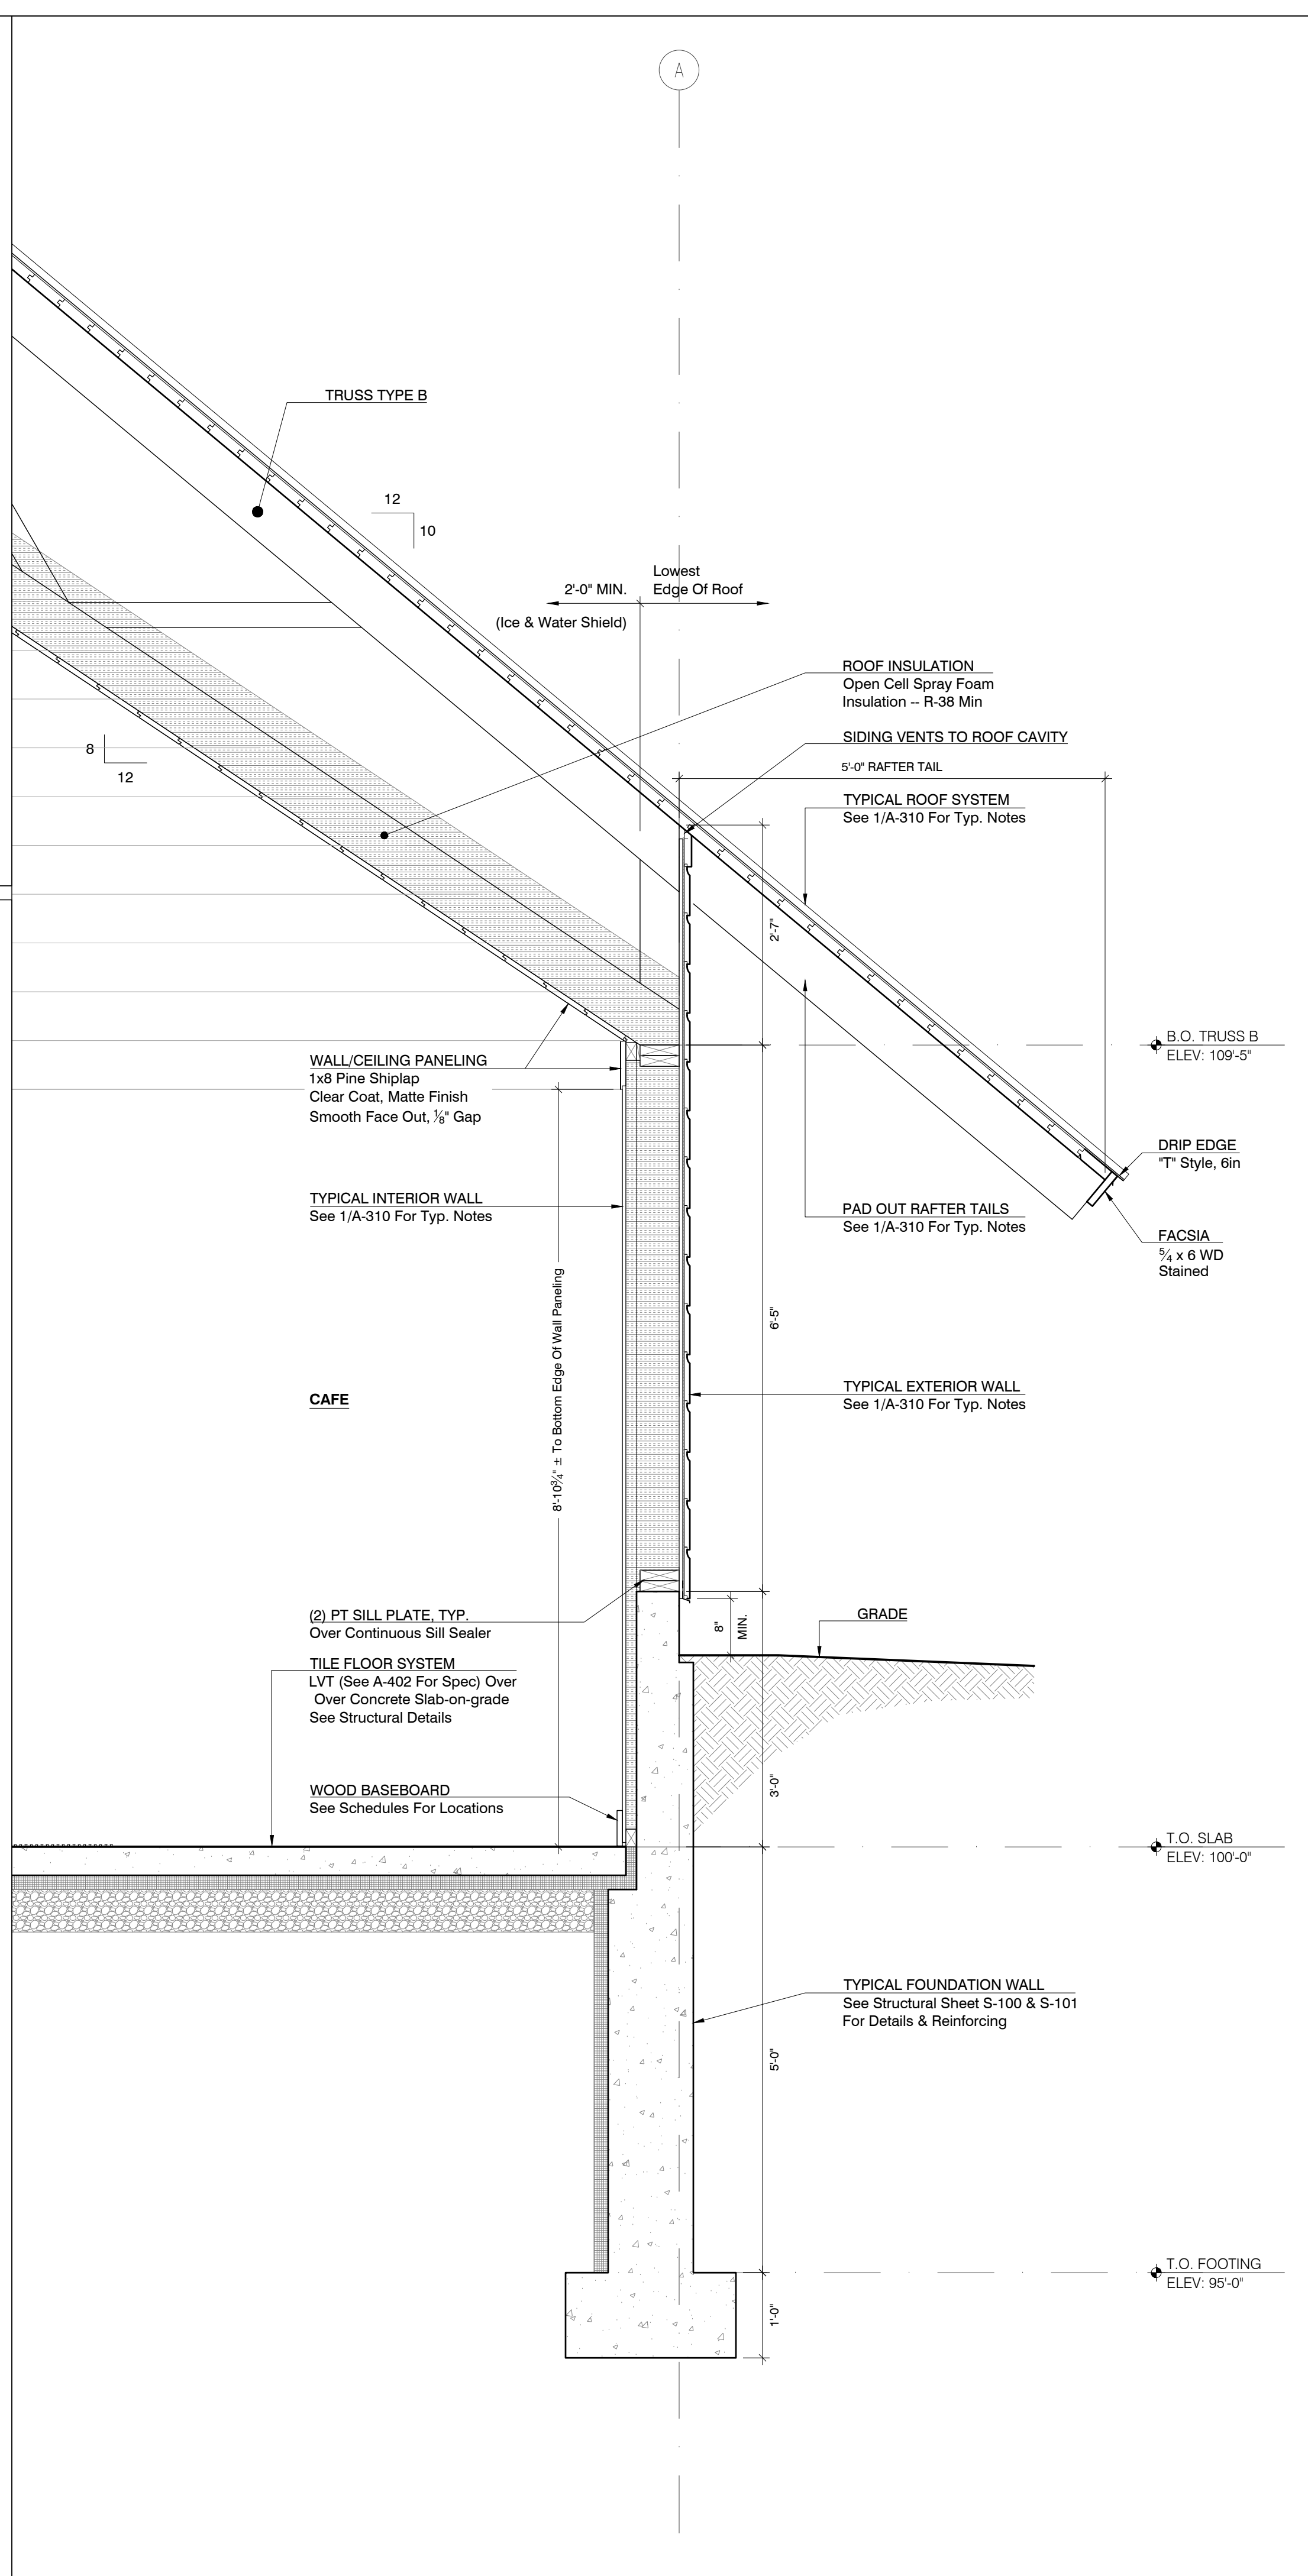 A
TRUSS TYPE B
12
10
Lowest
2'-0" MIN.
Edge Of Roof
(Ice & Water Shield)
ROOF INSULATION
Open Cell Spray Foam
Insulation -- R-38 Min
SIDING VENTS TO ROOF CAVITY
8
12
5'-0" RAFTER TAIL
TYPICAL ROOF SYSTEM
See 1/A-310 For Typ. Notes
2'-7"
B.O. TRUSS B
ELEV: 109'-5"
WALL/CEILING PANELING
1x8 Pine Shiplap
Clear Coat, Matte Finish
Smooth Face Out, ⅛" Gap
DRIP EDGE
"T" Style, 6in
TYPICAL INTERIOR WALL
See 1/A-310 For Typ. Notes
PAD OUT RAFTER TAILS
See 1/A-310 For Typ. Notes
FACSIA
5⁄4 x 6 WD
Stained
8'-10¾" ± To Bottom Edge Of Wall Paneling
6'-5"
TYPICAL EXTERIOR WALL
See 1/A-310 For Typ. Notes
CAFE
(2) PT SILL PLATE, TYP.
Over Continuous Sill Sealer
8"
MIN.
GRADE
TILE FLOOR SYSTEM
LVT (See A-402 For Spec) Over
Over Concrete Slab-on-grade
See Structural Details
WOOD BASEBOARD
See Schedules For Locations
3'-0"
T.O. SLAB
ELEV: 100'-0"
TYPICAL FOUNDATION WALL
See Structural Sheet S-100 & S-101
For Details & Reinforcing
5'-0"
T.O. FOOTING
ELEV: 95'-0"
1'-0"